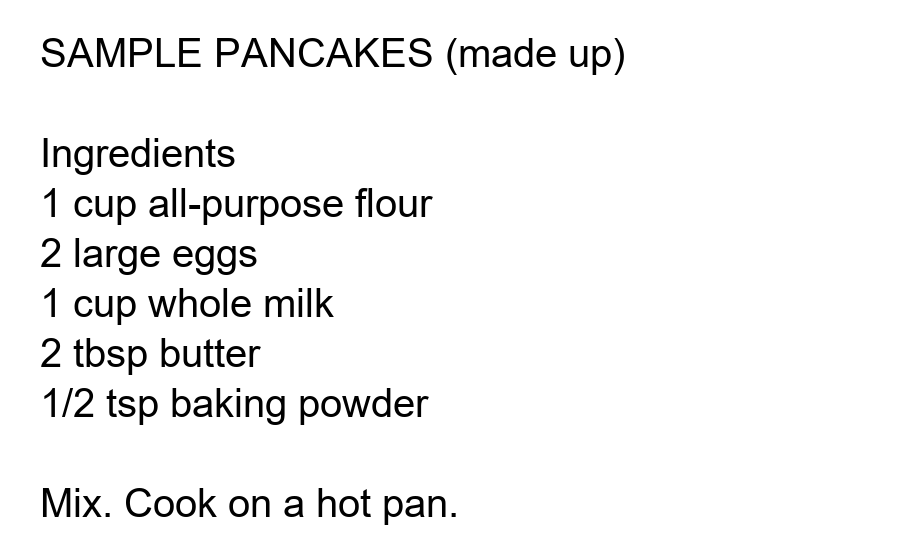 SAMPLE PANCAKES (made up)
Ingredients
1 cup all-purpose flour
2 large eggs
1 cup whole milk
2 tbsp butter
1/2 tsp baking powder
Mix. Cook on a hot pan.